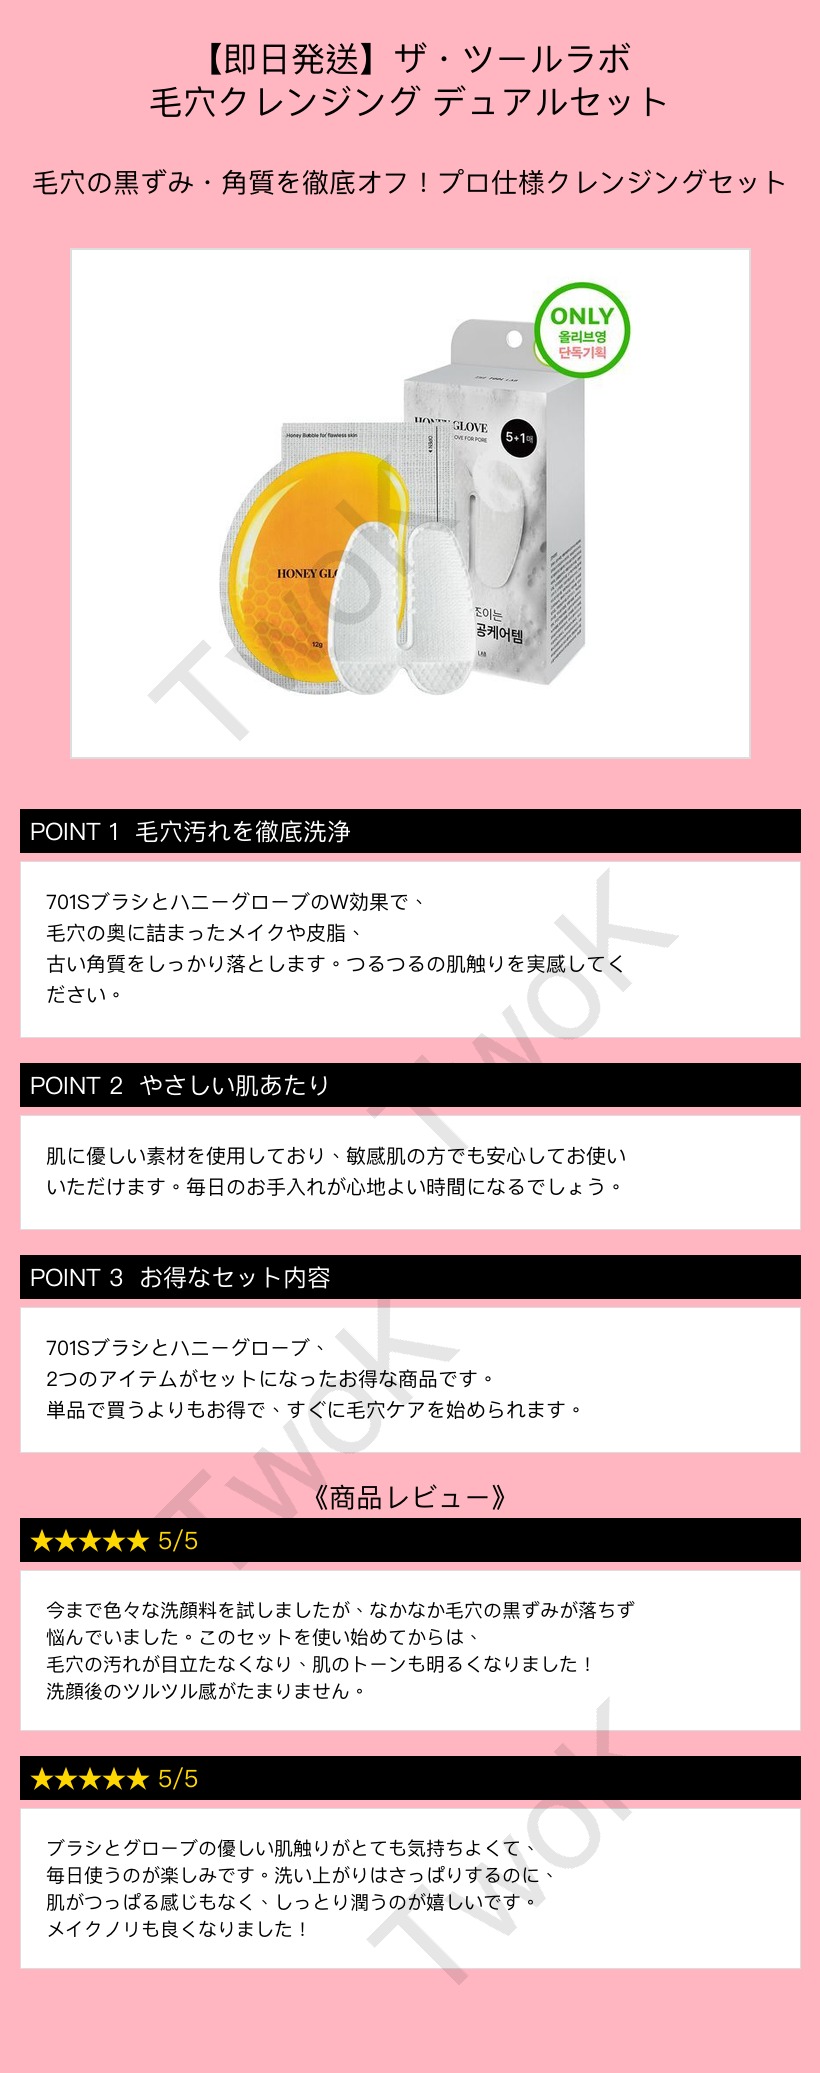 【即日発送】ザ・ツールラボ
毛穴クレンジング デュアルセット
毛穴の黒ずみ・角質を徹底オフ！プロ仕様クレンジングセット
ONLY
올리브영
단독기획
THE TOOL LAB
HONEY GLOVE
OVE FOR PORE
5+1매
Honey Bubble for flawless skin
OPEN
HONEY GLO
12g
조이는
공케어템
LAB
TwoK
POINT 1 毛穴汚れを徹底洗浄
701SブラシとハニーグローブのW効果で、
毛穴の奥に詰まったメイクや皮脂、
古い角質をしっかり落とします。つるつるの肌触りを実感してく
ださい。
TwoK
POINT 2 やさしい肌あたり
肌に優しい素材を使用しており、敏感肌の方でも安心してお使い
いただけます。毎日のお手入れが心地よい時間になるでしょう。
POINT 3 お得なセット内容
701Sブラシとハニーグローブ、
2つのアイテムがセットになったお得な商品です。
単品で買うよりもお得で、すぐに毛穴ケアを始められます。
TwoK
《商品レビュー》
★★★★★ 5/5
今まで色々な洗顔料を試しましたが、なかなか毛穴の黒ずみが落ちず
悩んでいました。このセットを使い始めてからは、
毛穴の汚れが目立たなくなり、肌のトーンも明るくなりました！
洗顔後のツルツル感がたまりません。
★★★★★ 5/5
ブラシとグローブの優しい肌触りがとても気持ちよくて、
毎日使うのが楽しみです。洗い上がりはさっぱりするのに、
肌がつっぱる感じもなく、しっとり潤うのが嬉しいです。
メイクノリも良くなりました！
TwoK